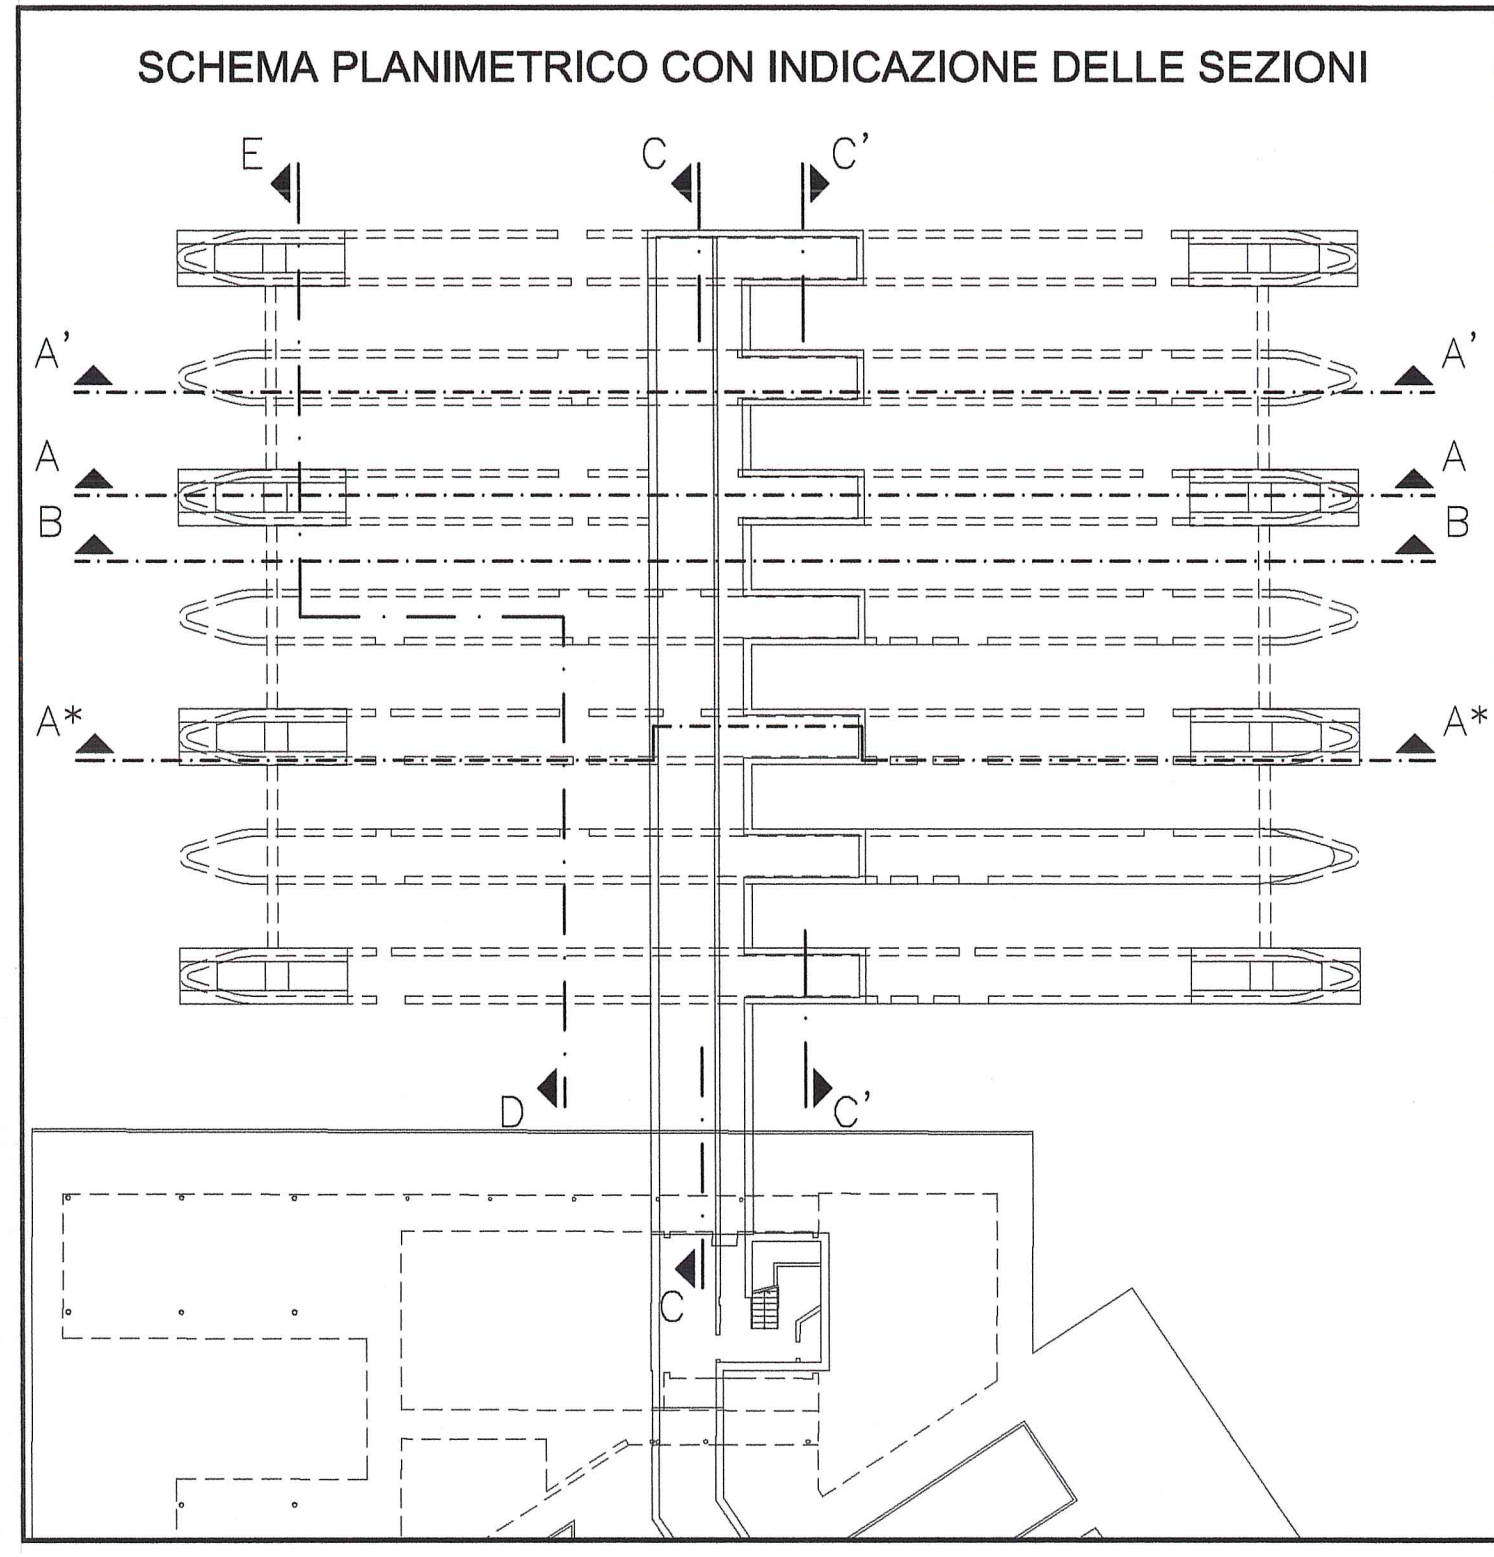 SCHEMA PLANIMETRICO CON INDICAZIONE DELLE SEZIONI
E C C'
A' A'
A A
B B
A* A*
D C'
C